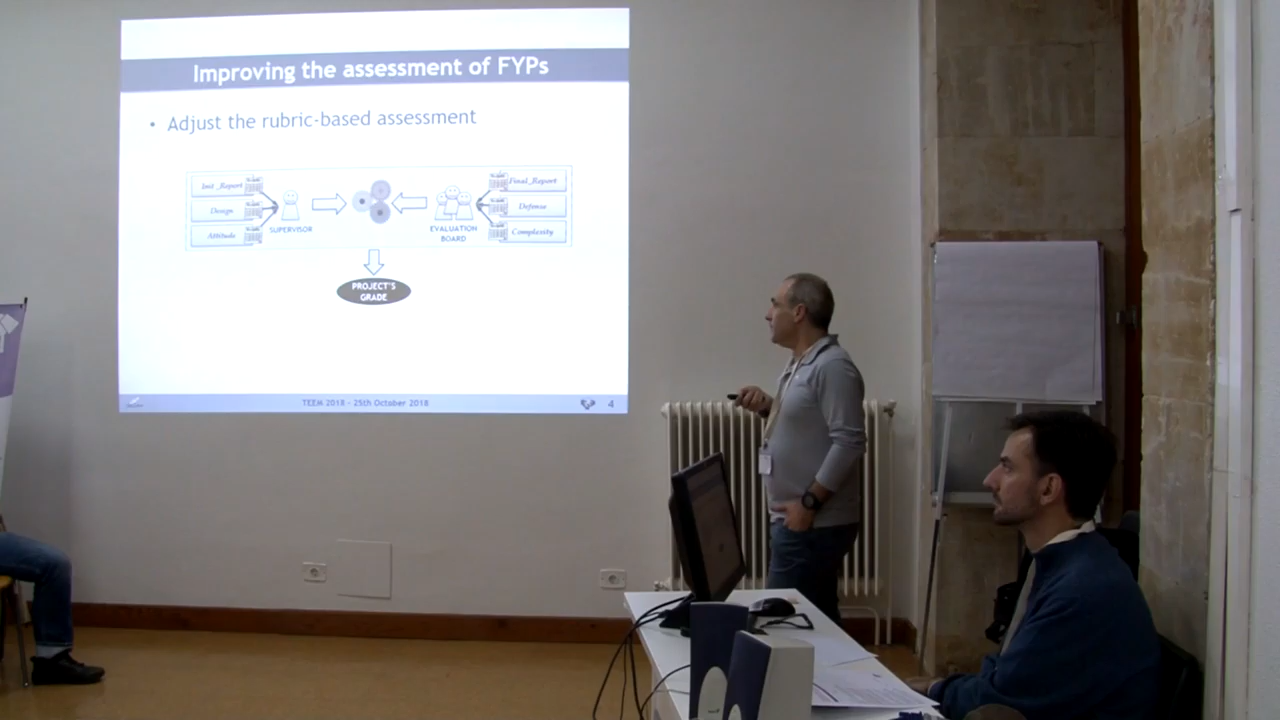 Improving the assessment of FYPs
• Adjust the rubric-based assessment
Init_Report
Design
Attitude
SUPERVISOR
EVALUATION
BOARD
Final_Report
Defense
Complexity
PROJECT'S
GRADE
TEEM 2018 - 25th October 2018
4